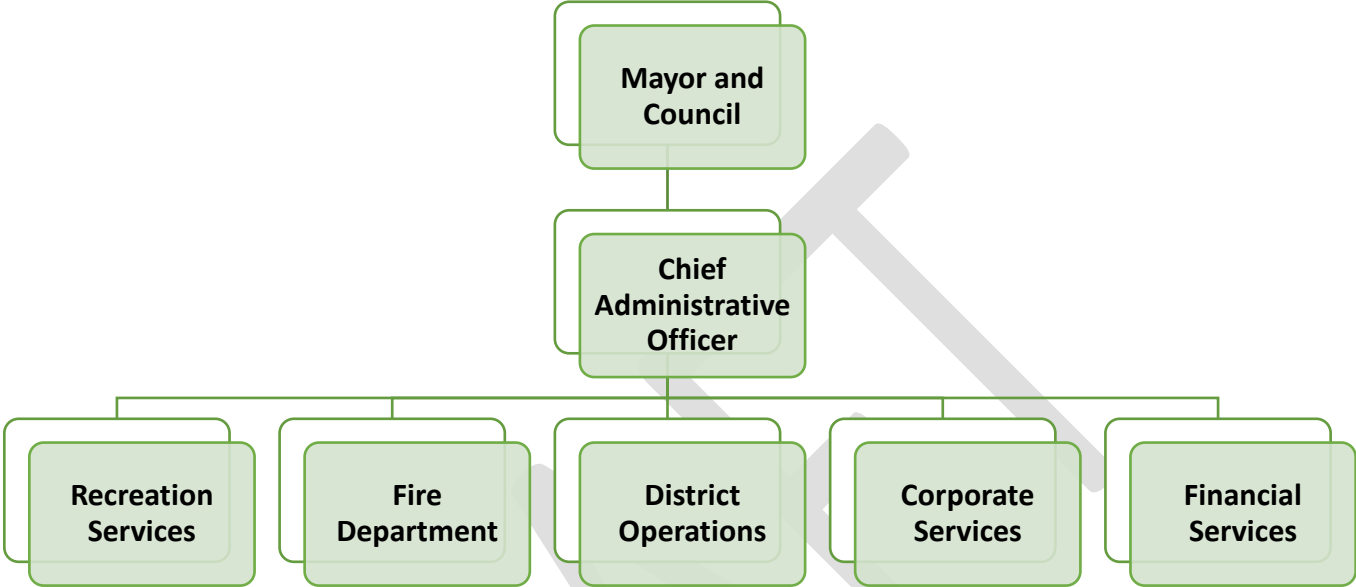 Mayor and
Council
Chief
Administrative
Officer
Recreation
Services
Fire
Department
District
Operations
Corporate
Services
Financial
Services